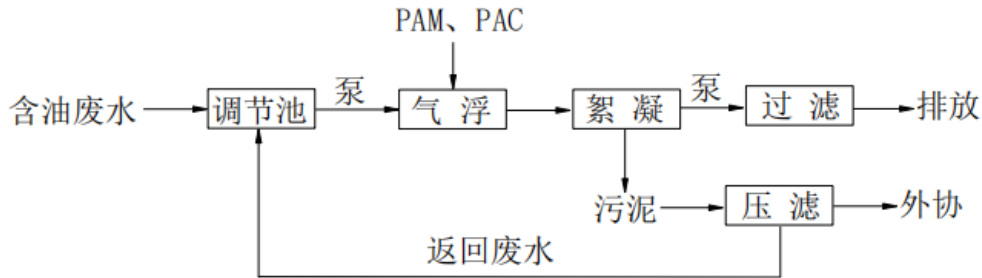 PAM、PAC
含油废水
调节池
泵
气浮
絮凝
泵
过滤
排放
污泥
压滤
外协
返回废水